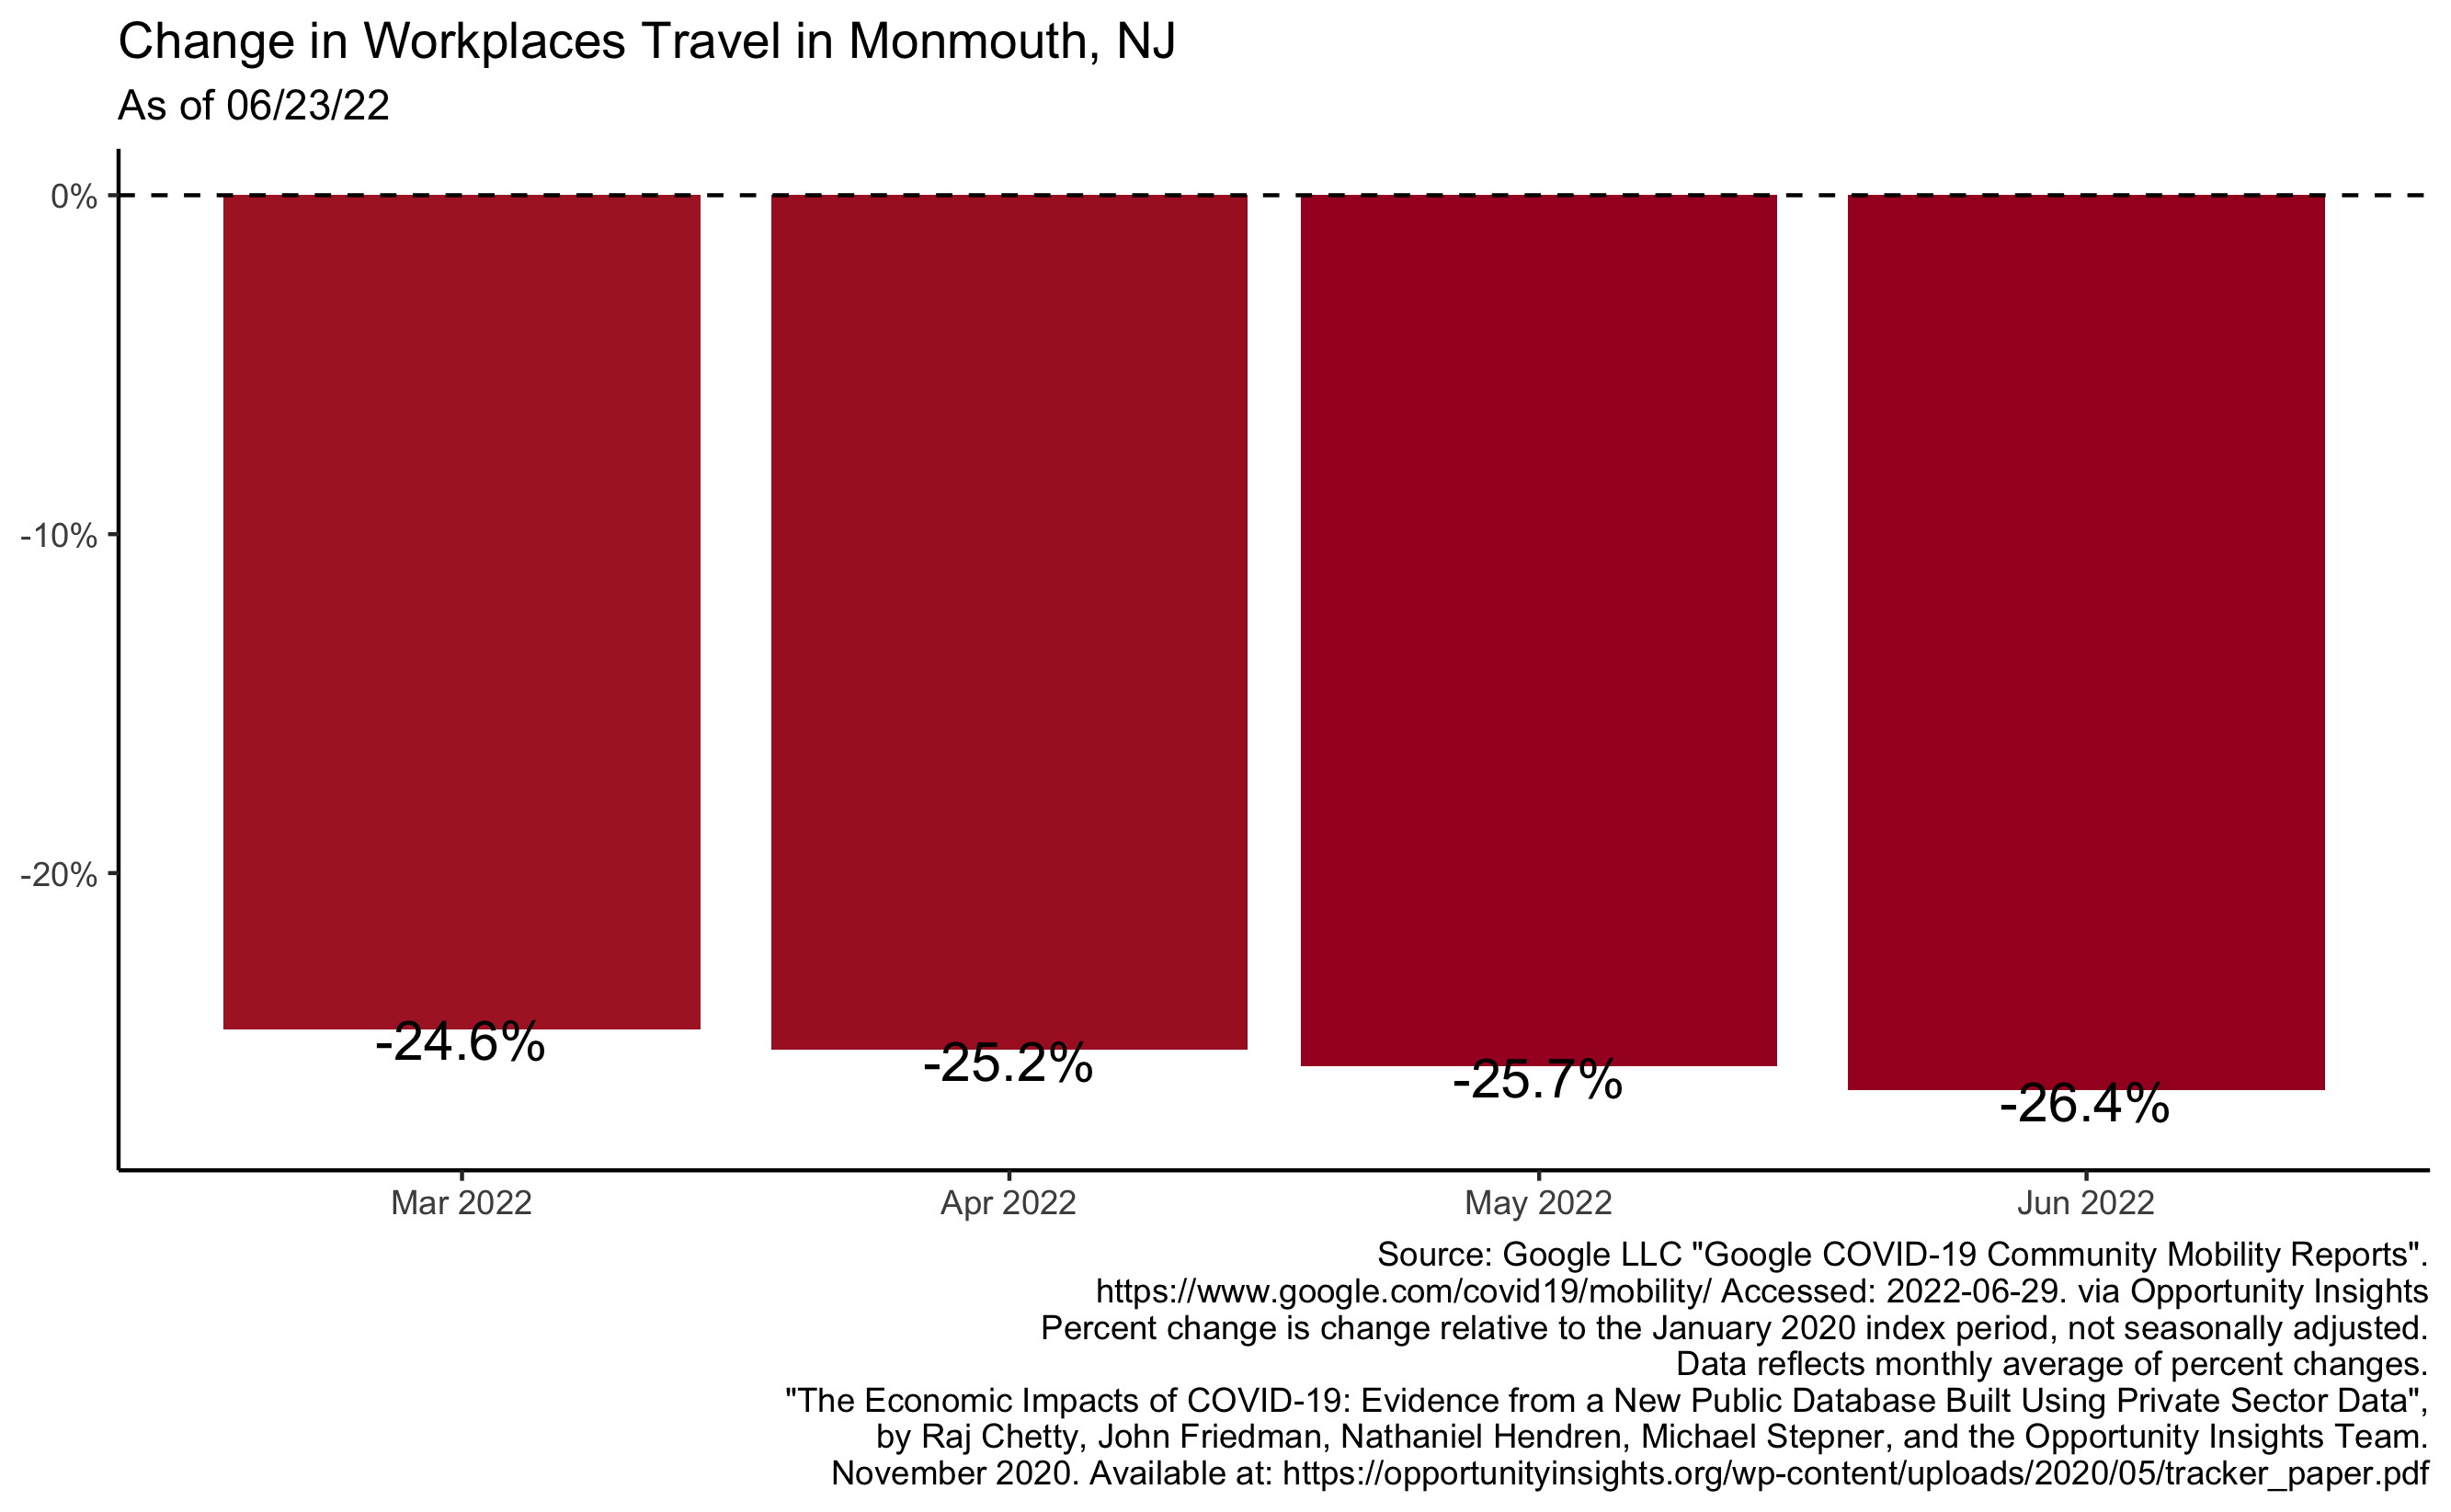 Change in Workplaces Travel in Monmouth, NJ
As of 06/23/22
0%
-10%
-20%
-24.6%
-25.2%
-25.7%
-26.4%
Mar 2022
Apr 2022
May 2022
Jun 2022
Source: Google LLC "Google COVID-19 Community Mobility Reports".
https://www.google.com/covid19/mobility/ Accessed: 2022-06-29. via Opportunity Insights
Percent change is change relative to the January 2020 index period, not seasonally adjusted.
Data reflects monthly average of percent changes.
"The Economic Impacts of COVID-19: Evidence from a New Public Database Built Using Private Sector Data",
by Raj Chetty, John Friedman, Nathaniel Hendren, Michael Stepner, and the Opportunity Insights Team.
November 2020. Available at: https://opportunityinsights.org/wp-content/uploads/2020/05/tracker_paper.pdf